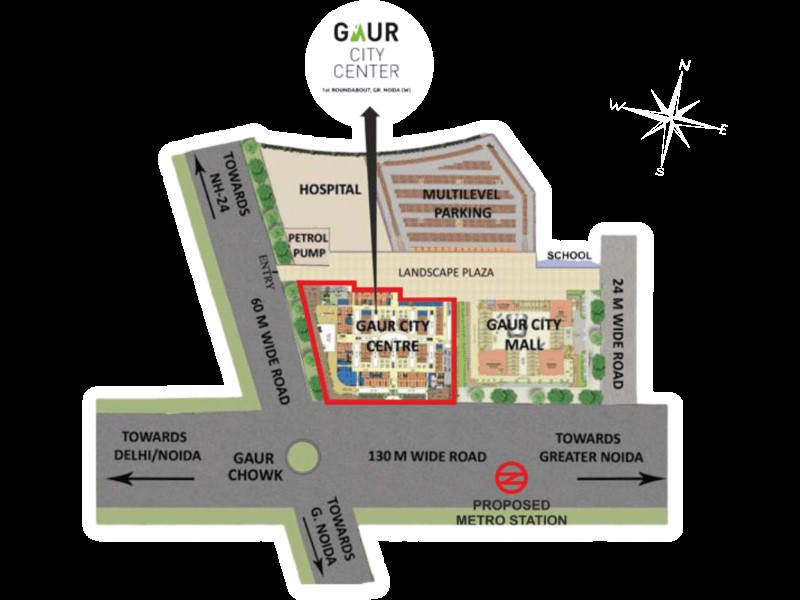 GAUR
CITY
CENTER
1st ROUNDABOUT, GR. NOIDA (W)
N
W
E
S
TOWARDS
NH-24
HOSPITAL
MULTILEVEL
PARKING
PETROL
PUMP
SCHOOL
ENTRY
LANDSCAPE PLAZA
60 M WIDE ROAD
GAUR CITY
CENTRE
GAUR CITY
MALL
24 M WIDE ROAD
TOWARDS
DELHI/NOIDA
GAUR
CHOWK
130 M WIDE ROAD
TOWARDS
GREATER NOIDA
PROPOSED
METRO STATION
TOWARDS
G. NOIDA